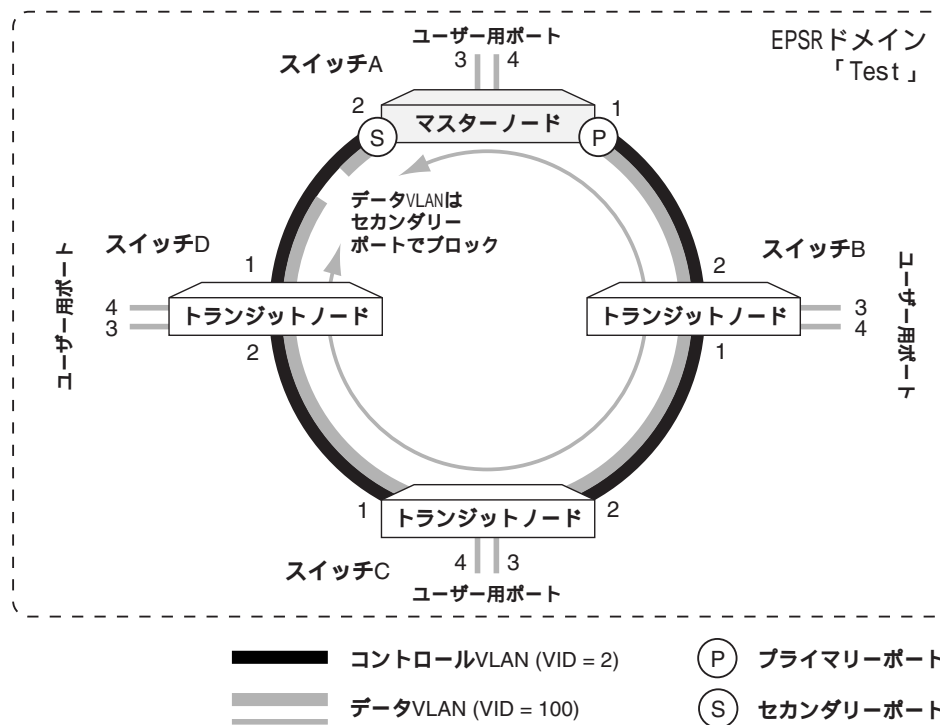 ユーザー用ポート
EPSRドメイン
「Test」
スイッチA
3 4
2
マスターノード
1
S
P
データVLANは
セカンダリー
ポートでブロック
スイッチD
スイッチB
1
2
ユーザー用ポート
4
3
トランジットノード
トランジットノード
3
4
ユーザー用ポート
2
1
1
トランジットノード
2
4 3
スイッチC
ユーザー用ポート
コントロールVLAN (VID = 2)
P プライマリーポート
データVLAN (VID = 100)
S セカンダリーポート